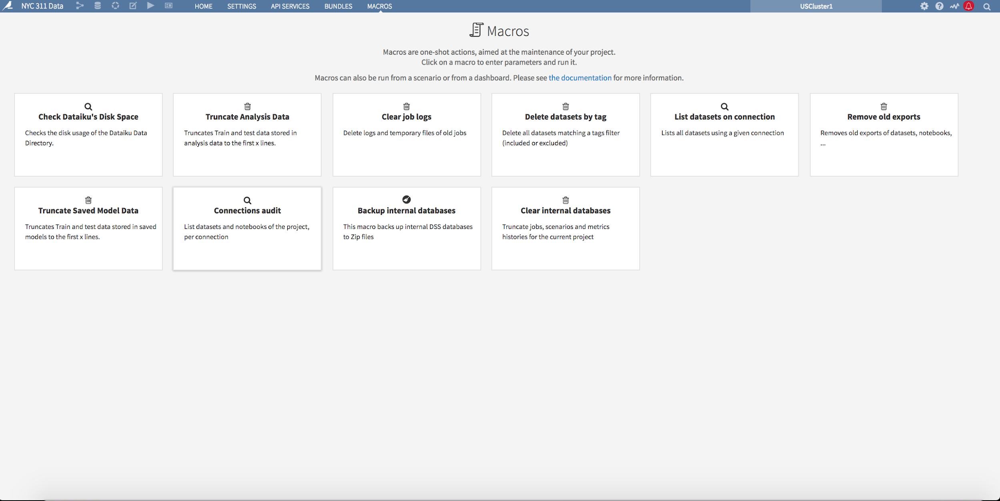 NYC 311 Data HOME SETTINGS API SERVICES BUNDLES MACROS USCluster1
Macros
Macros are one-shot actions, aimed at the maintenance of your project.
Click on a macro to enter parameters and run it.
Macros can also be run from a scenario or from a dashboard. Please see the documentation for more information.
Check Dataiku's Disk Space
Checks the disk usage of the Dataiku Data
Directory.
Truncate Analysis Data
Truncates Train and test data stored in
analysis data to the first x lines.
Clear job logs
Delete logs and temporary files of old jobs
Delete datasets by tag
Delete all datasets matching a tags filter
(included or excluded)
List datasets on connection
Lists all datasets using a given connection
Remove old exports
Removes old exports of datasets, notebooks,
...
Truncate Saved Model Data
Truncates Train and test data stored in saved
models to the first x lines.
Connections audit
List datasets and notebooks of the project,
per connection
Backup internal databases
This macro backs up internal DSS databases
to Zip files
Clear internal databases
Truncate jobs, scenarios and metrics
histories for the current project